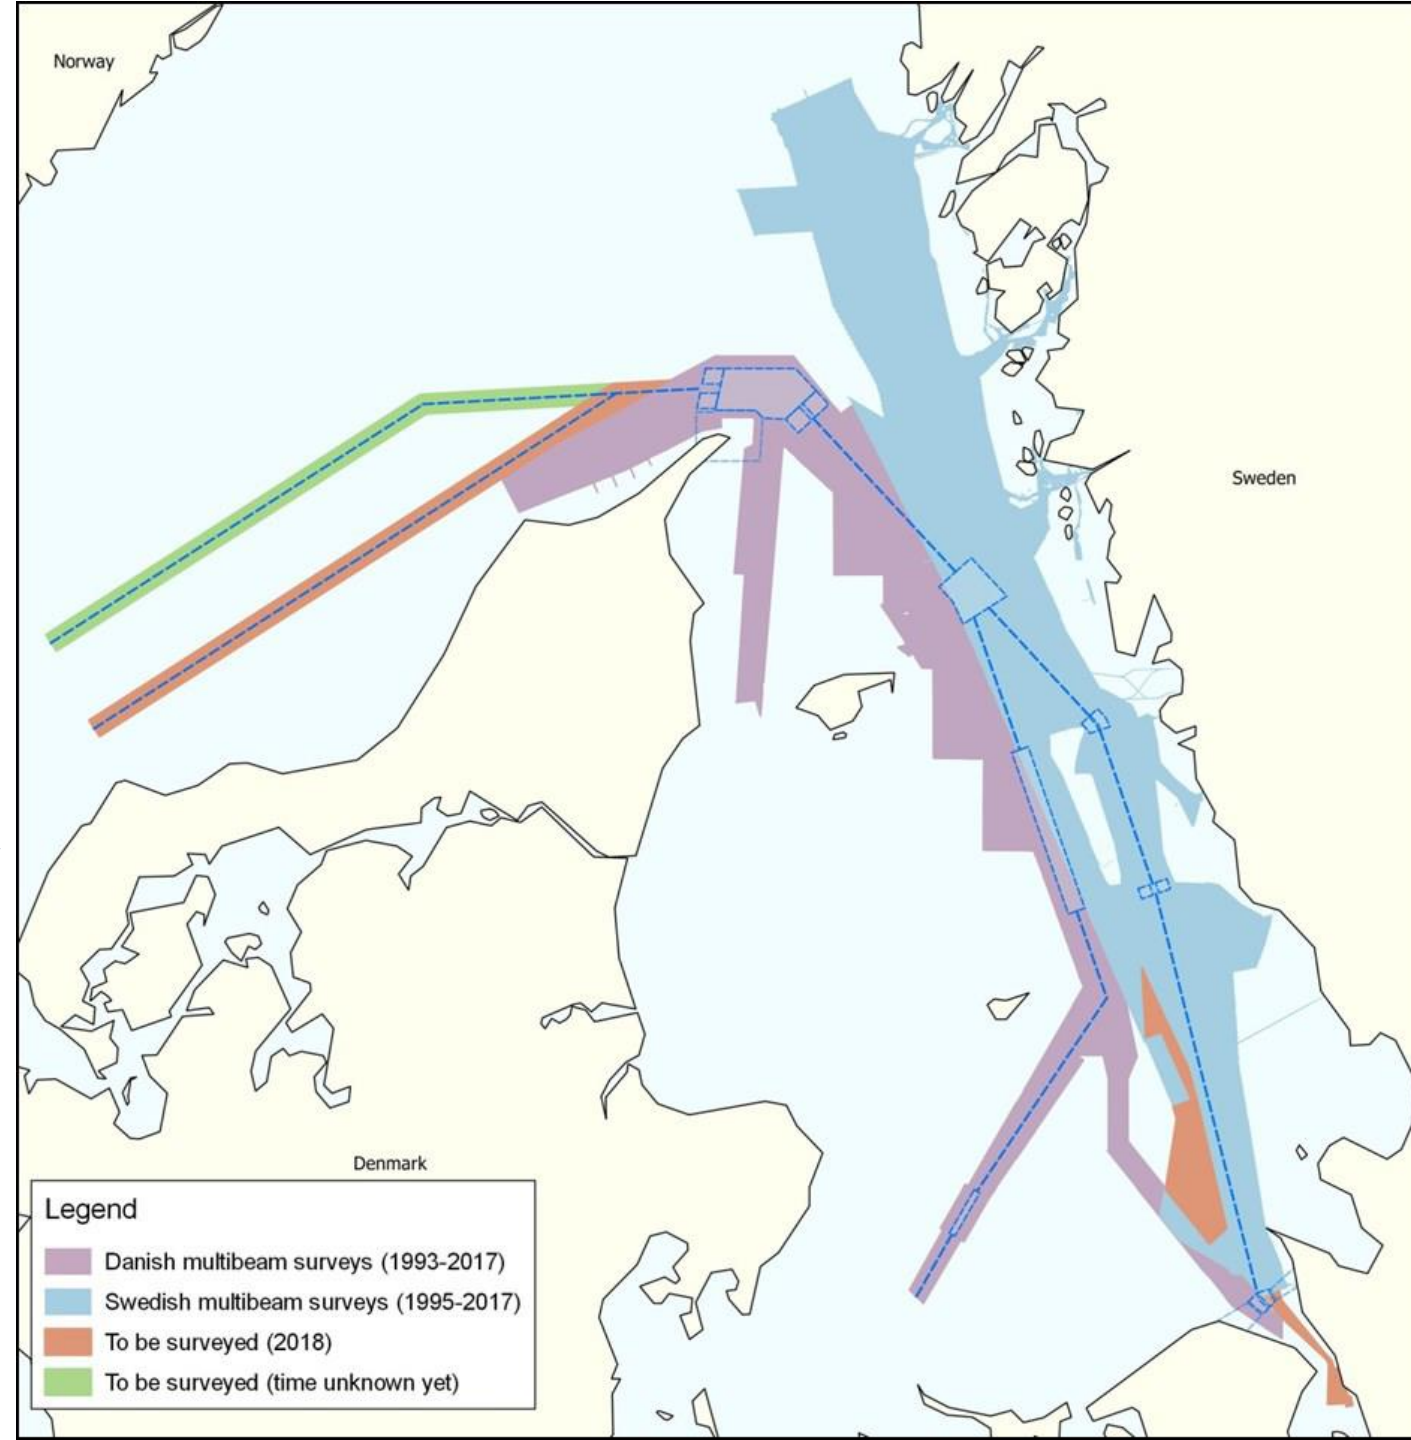 Norway
Sweden
Denmark
Legend
Danish multibeam surveys (1993-2017)
Swedish multibeam surveys (1995-2017)
To be surveyed (2018)
To be surveyed (time unknown yet)